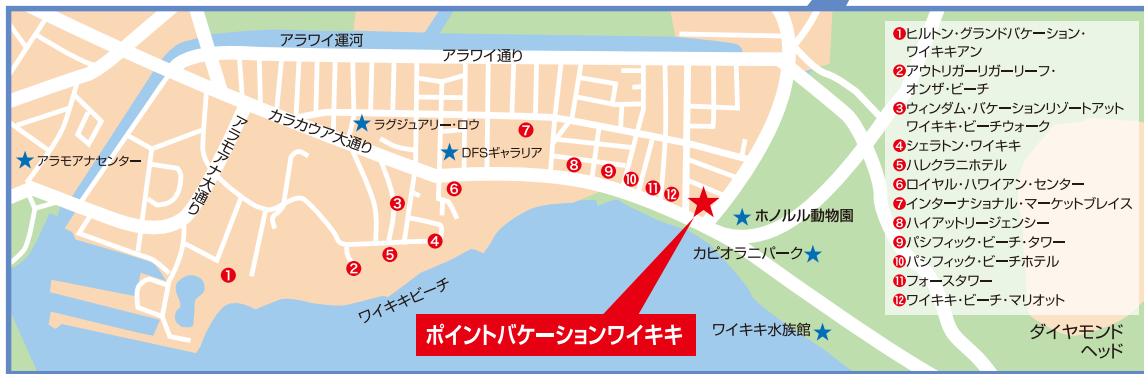 アラワイ運河
アラワイ通り
カラカウア大通り
アラモアナ大通り
★ラグジュアリー・ロウ
★DFSギャラリア
★アラモアナセンター
★ホノルル動物園
カピオラニパーク★
ワイキキ水族館★
ワイキキビーチ
ポイントバケーションワイキキ
ダイヤモンド
ヘッド
❶
❷
❸
❹
❺
❻
❼
❽
❾
❿
⓫
⓬
❶ヒルトン・グランドバケーション・
ワイキキアン
❷アウトリガーリガーリーフ・
オンザ・ビーチ
❸ウィンダム・バケーションリゾートアット
ワイキキ・ビーチウォーク
❹シェラトン・ワイキキ
❺ハレクラニホテル
❻ロイヤル・ハワイアン・センター
❼インターナショナル・マーケットプレイス
❽ハイアットリージェンシー
❾パシフィック・ビーチ・タワー
❿パシフィック・ビーチホテル
⓫フォースタワー
⓬ワイキキ・ビーチ・マリオット